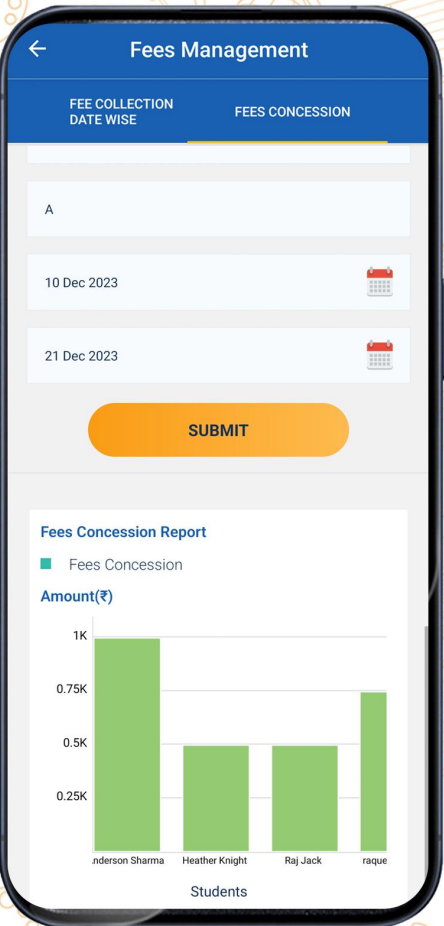 Fees Management
FEE COLLECTION
DATE WISE
FEES CONCESSION
A
10 Dec 2023
21 Dec 2023
SUBMIT
Fees Concession Report
Fees Concession
Amount(₹)
1K
0.75K
0.5K
0.25K
nderson Sharma Heather Knight Raj Jack raque
Students